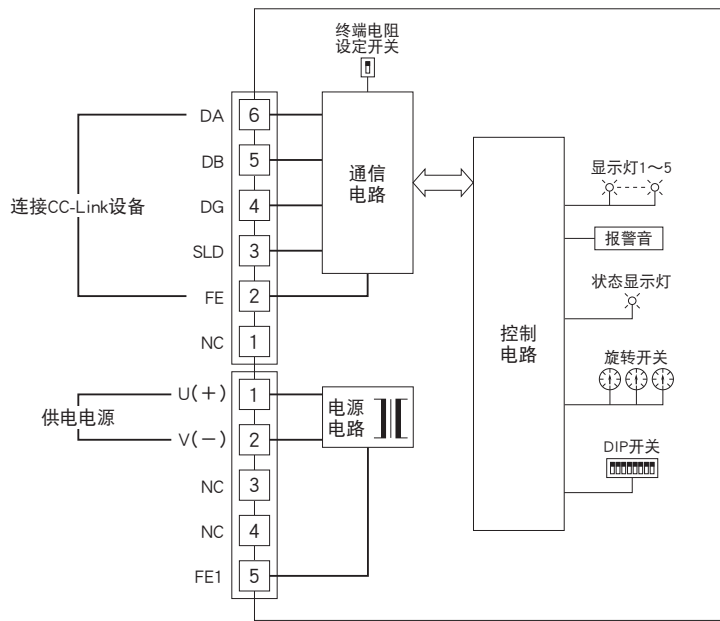 终端电阻
设定开关
DA 6
DB 5
DG 4
SLD 3
FE 2
NC 1
连接CC-Link设备
通信
电路
U(+) 1
V(-) 2
NC 3
NC 4
FE1 5
供电电源
电源
电路
控制
电路
显示灯1～5
报警音
状态显示灯
旋转开关
DIP开关